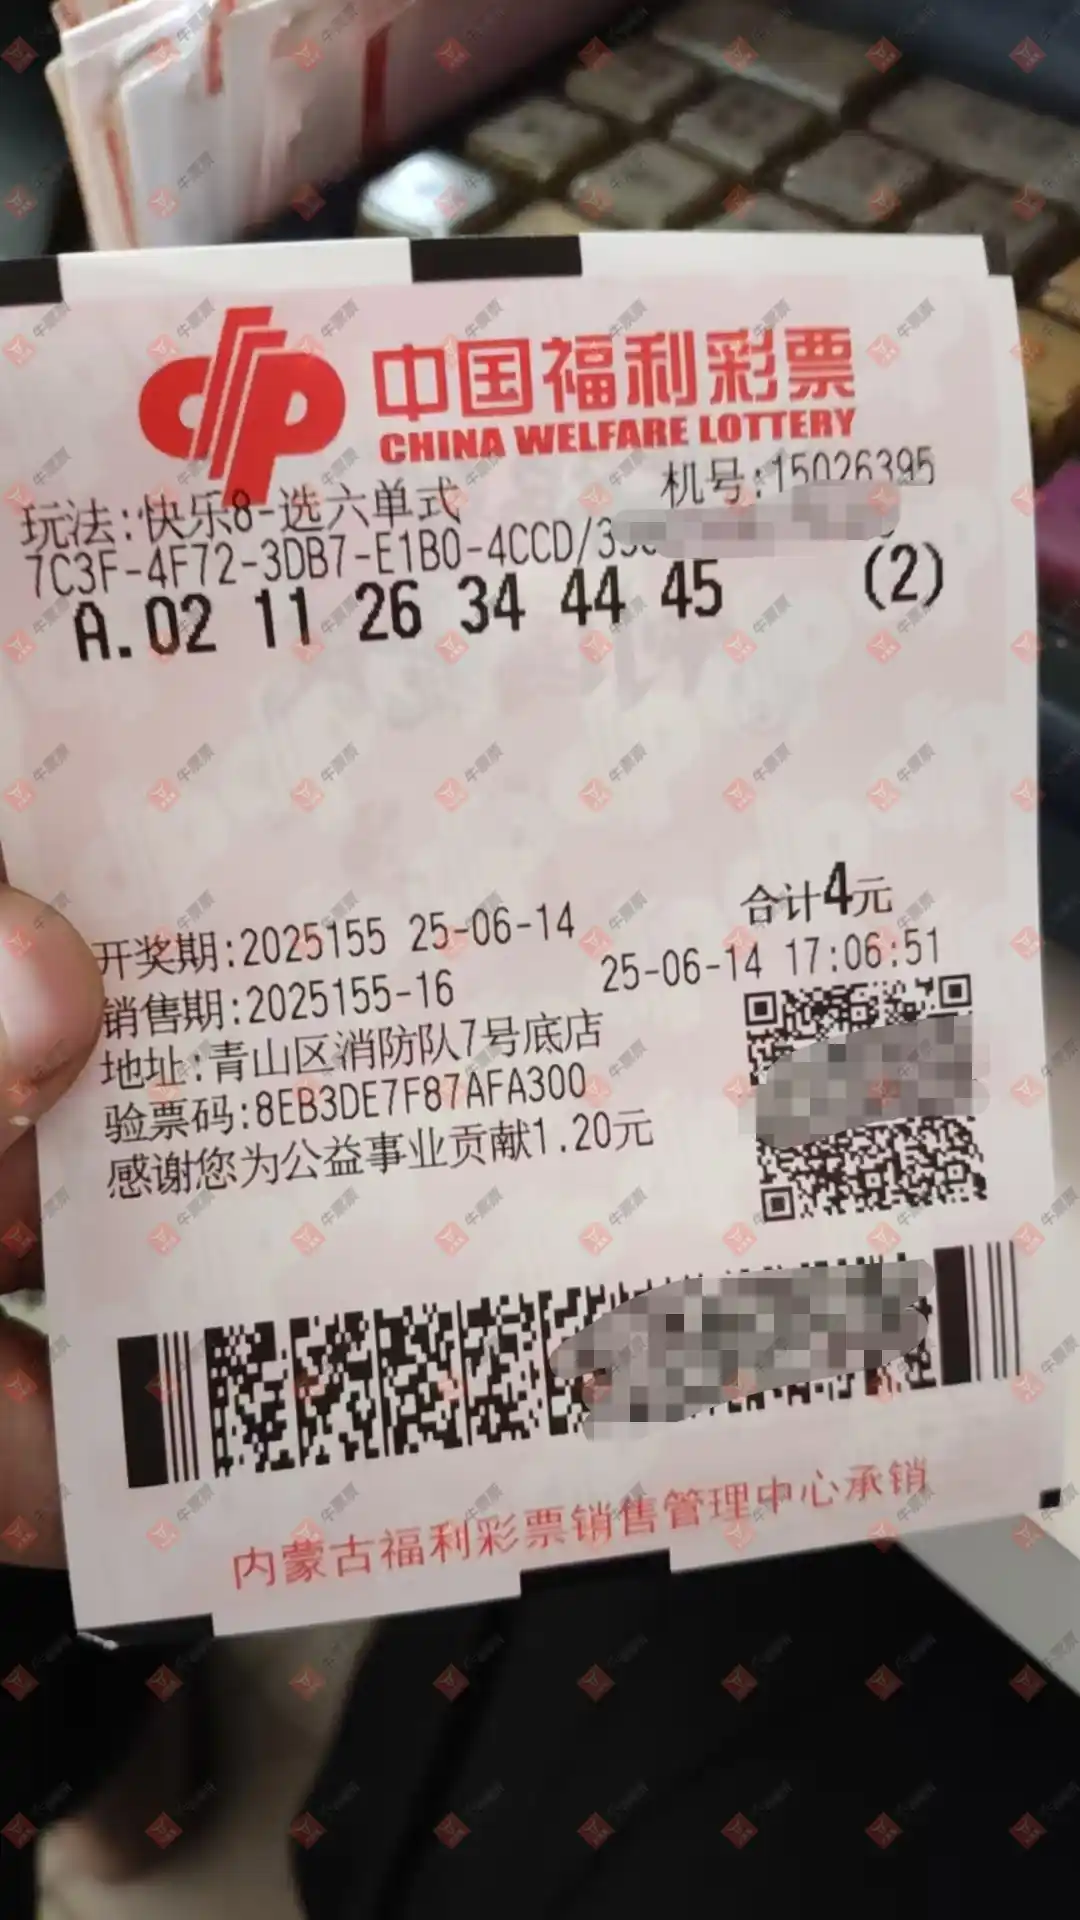 中国福利彩票
CHINA WELFARE LOTTERY
机号:15026395
玩法:快乐8-选六单式
7C3F-4F72-3DB7-E1B0-4CCD/3
A.02 11 26 34 44 45 (2)
合计4元
开奖期:2025155 25-06-14
25-06-14 17:06:51
销售期:2025155-16
地址:青山区消防队7号底店
验票码:8EB3DE7F87AFA300
感谢您为公益事业贡献1.20元
内蒙古福利彩票销售管理中心承销